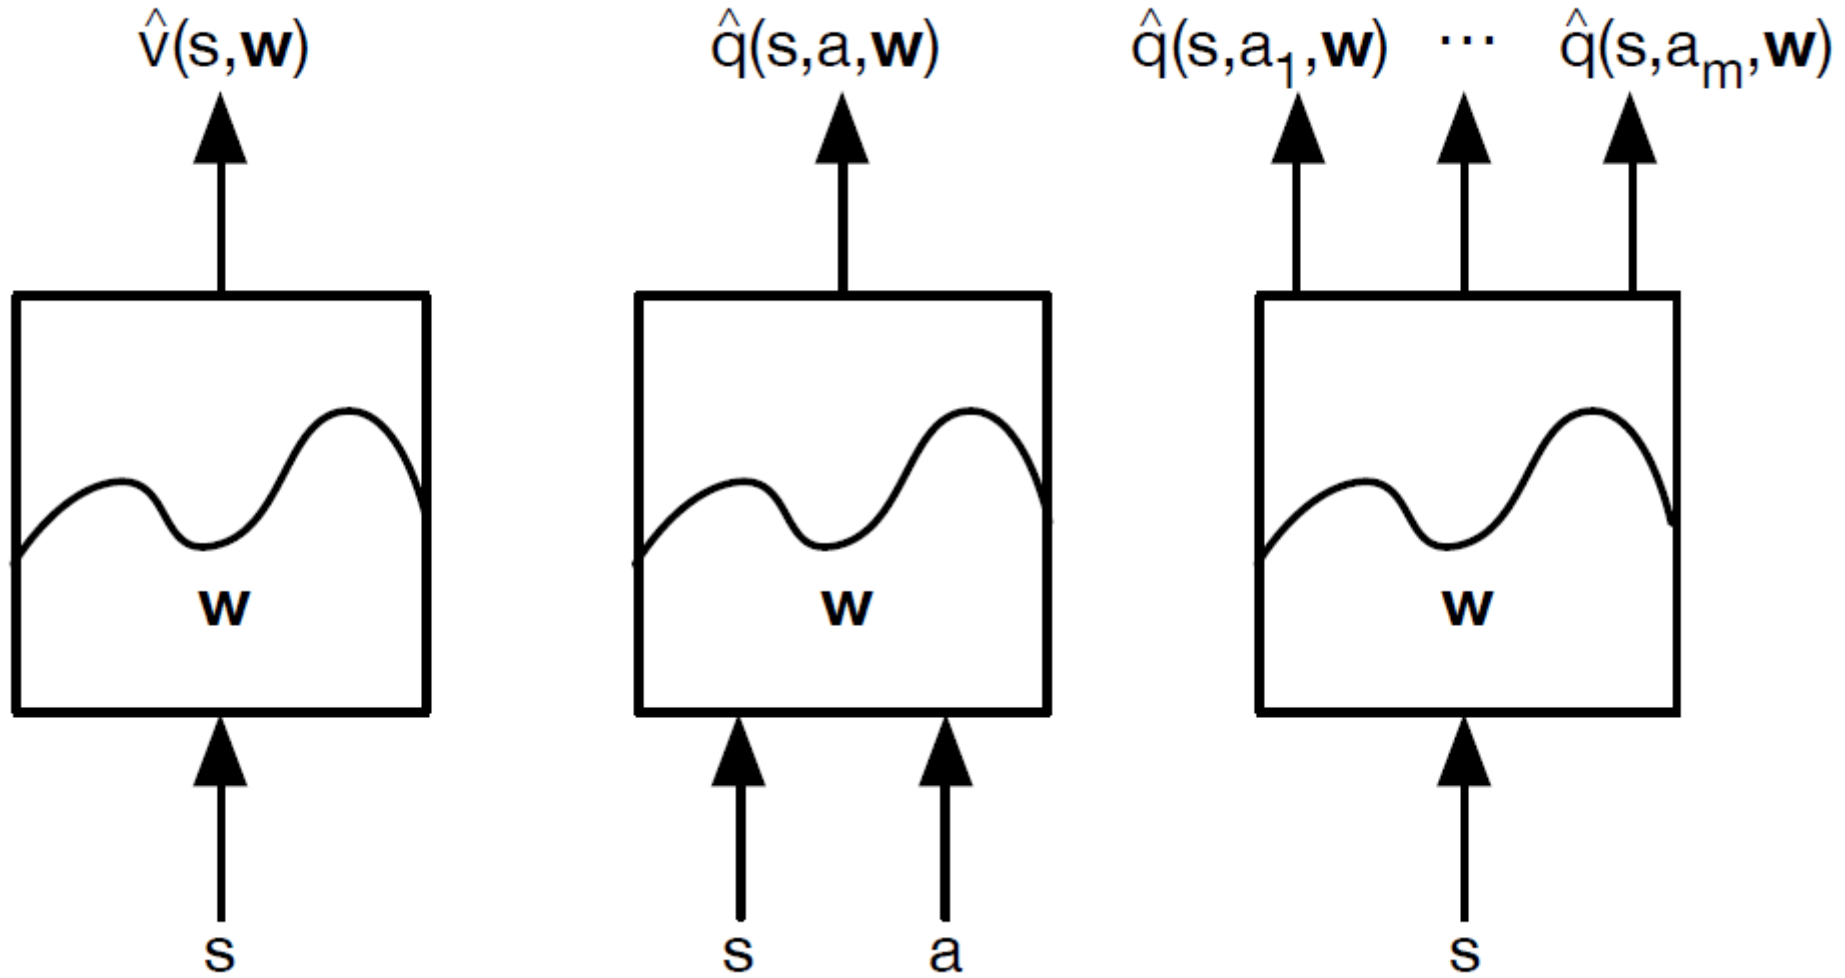 v̂(s,w)
q̂(s,a,w)
q̂(s,a₁,w) ··· q̂(s,aₘ,w)
w
w
w
s
s a
s